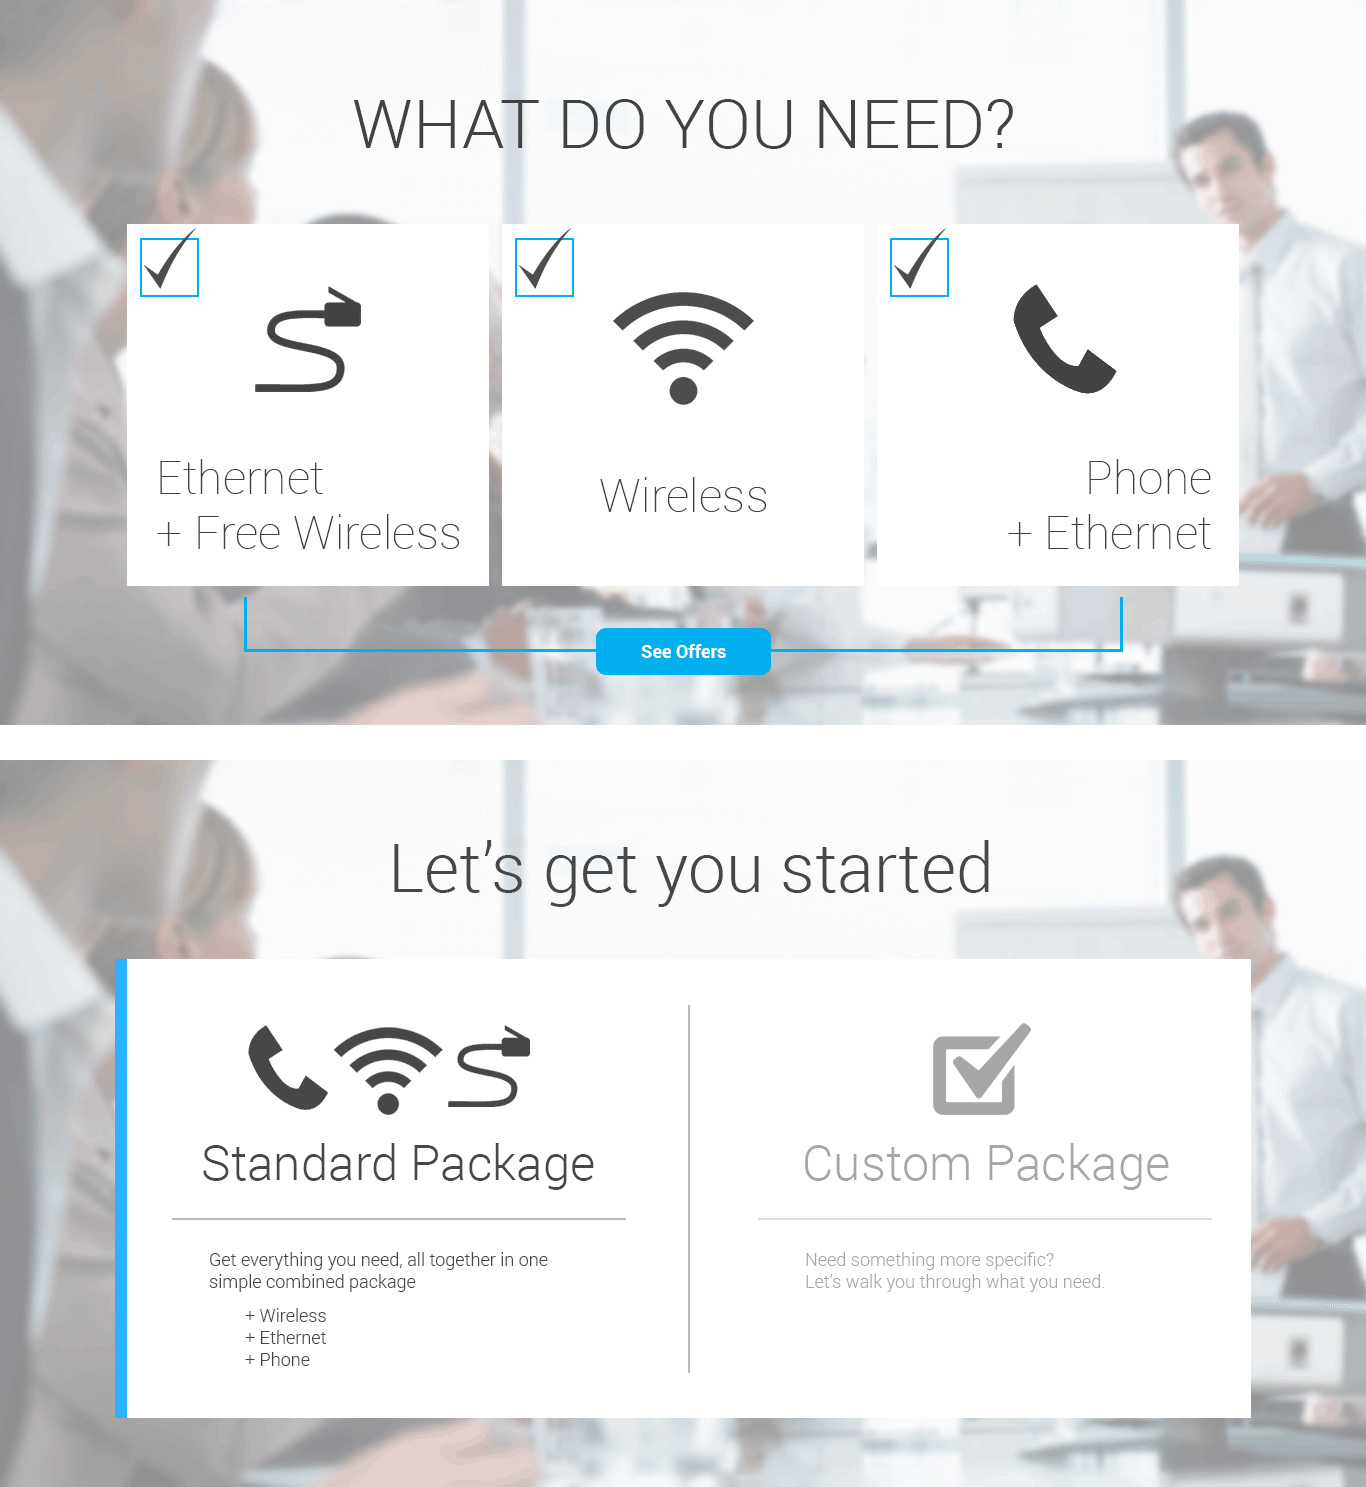 WHAT DO YOU NEED?
Ethernet
+ Free Wireless
Wireless
Phone
+ Ethernet
See Offers
Let’s get you started
Standard Package
Get everything you need, all together in one
simple combined package
+ Wireless
+ Ethernet
+ Phone
Custom Package
Need something more specific?
Let’s walk you through what you need.